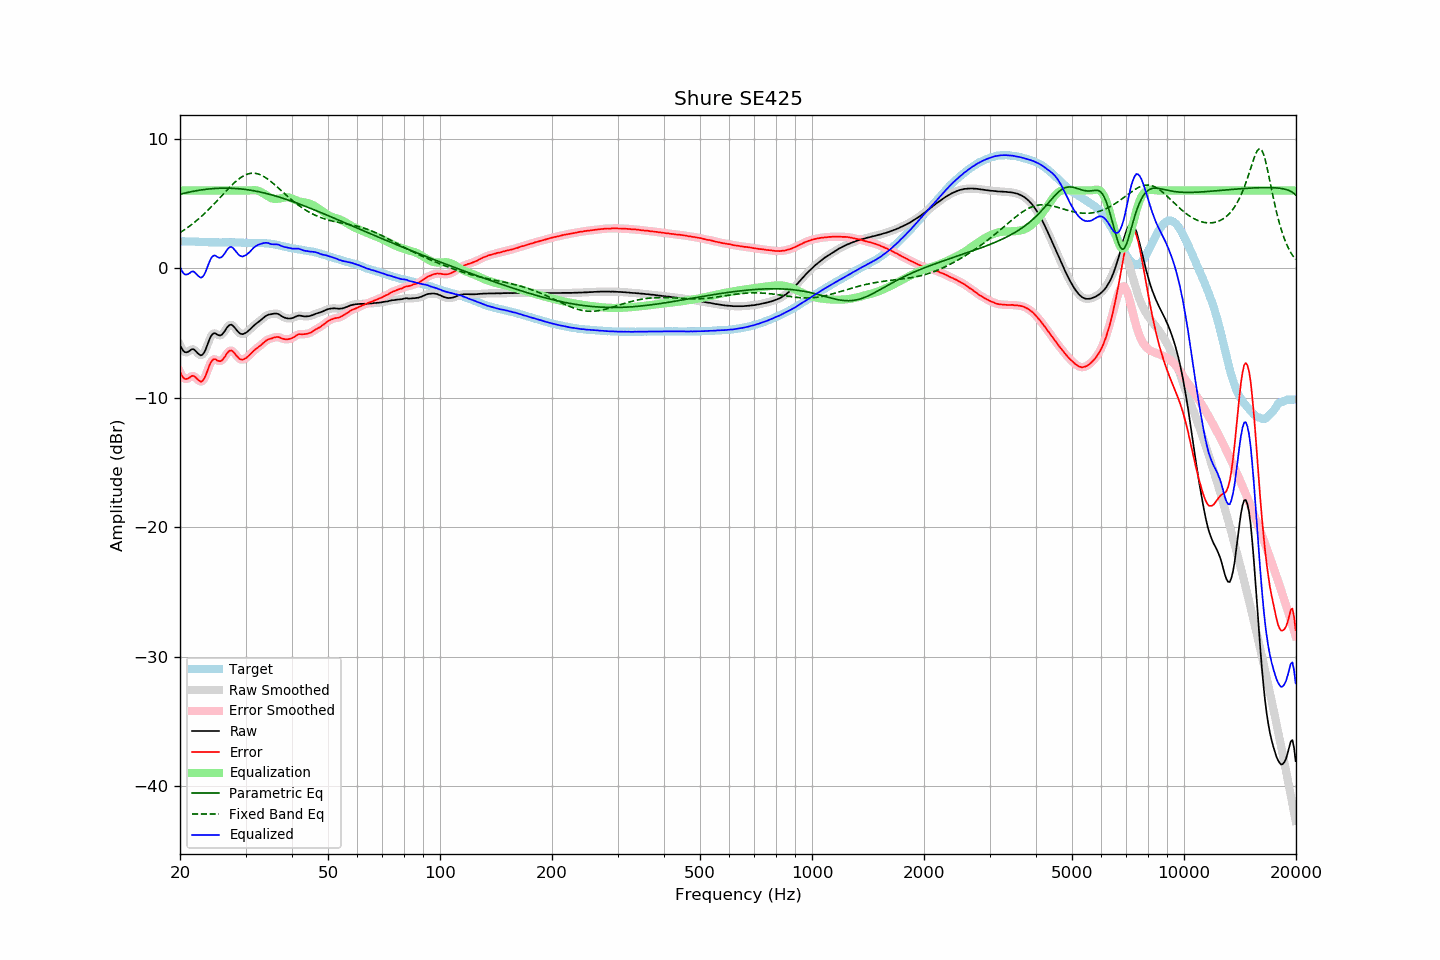 Shure SE425
Amplitude (dBr)
10
0
−10
−20
−30
−40
Target
Raw Smoothed
Error Smoothed
Raw
Error
Equalization
Parametric Eq
Fixed Band Eq
Equalized
20 50 100 200 500 1000 2000 5000 10000 20000
Frequency (Hz)